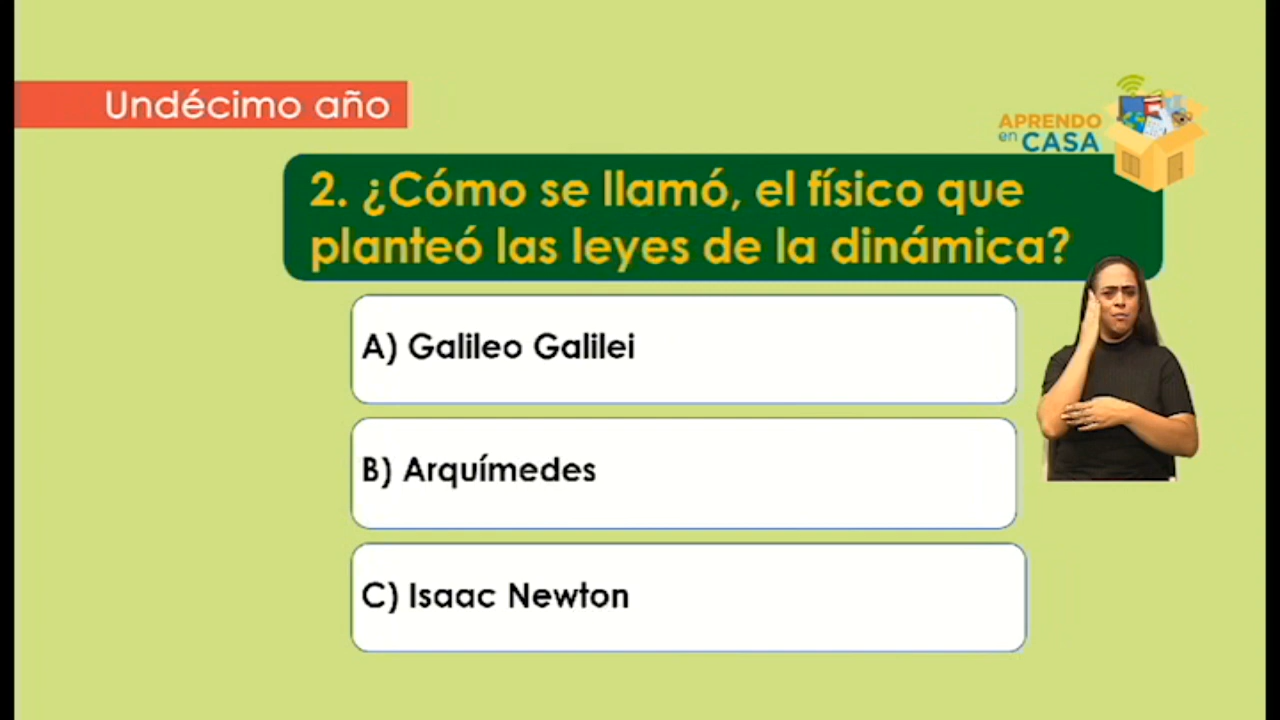 Undécimo año
APRENDO
en CASA
2. ¿Cómo se llamó, el físico que
planteó las leyes de la dinámica?
A) Galileo Galilei
B) Arquímedes
C) Isaac Newton